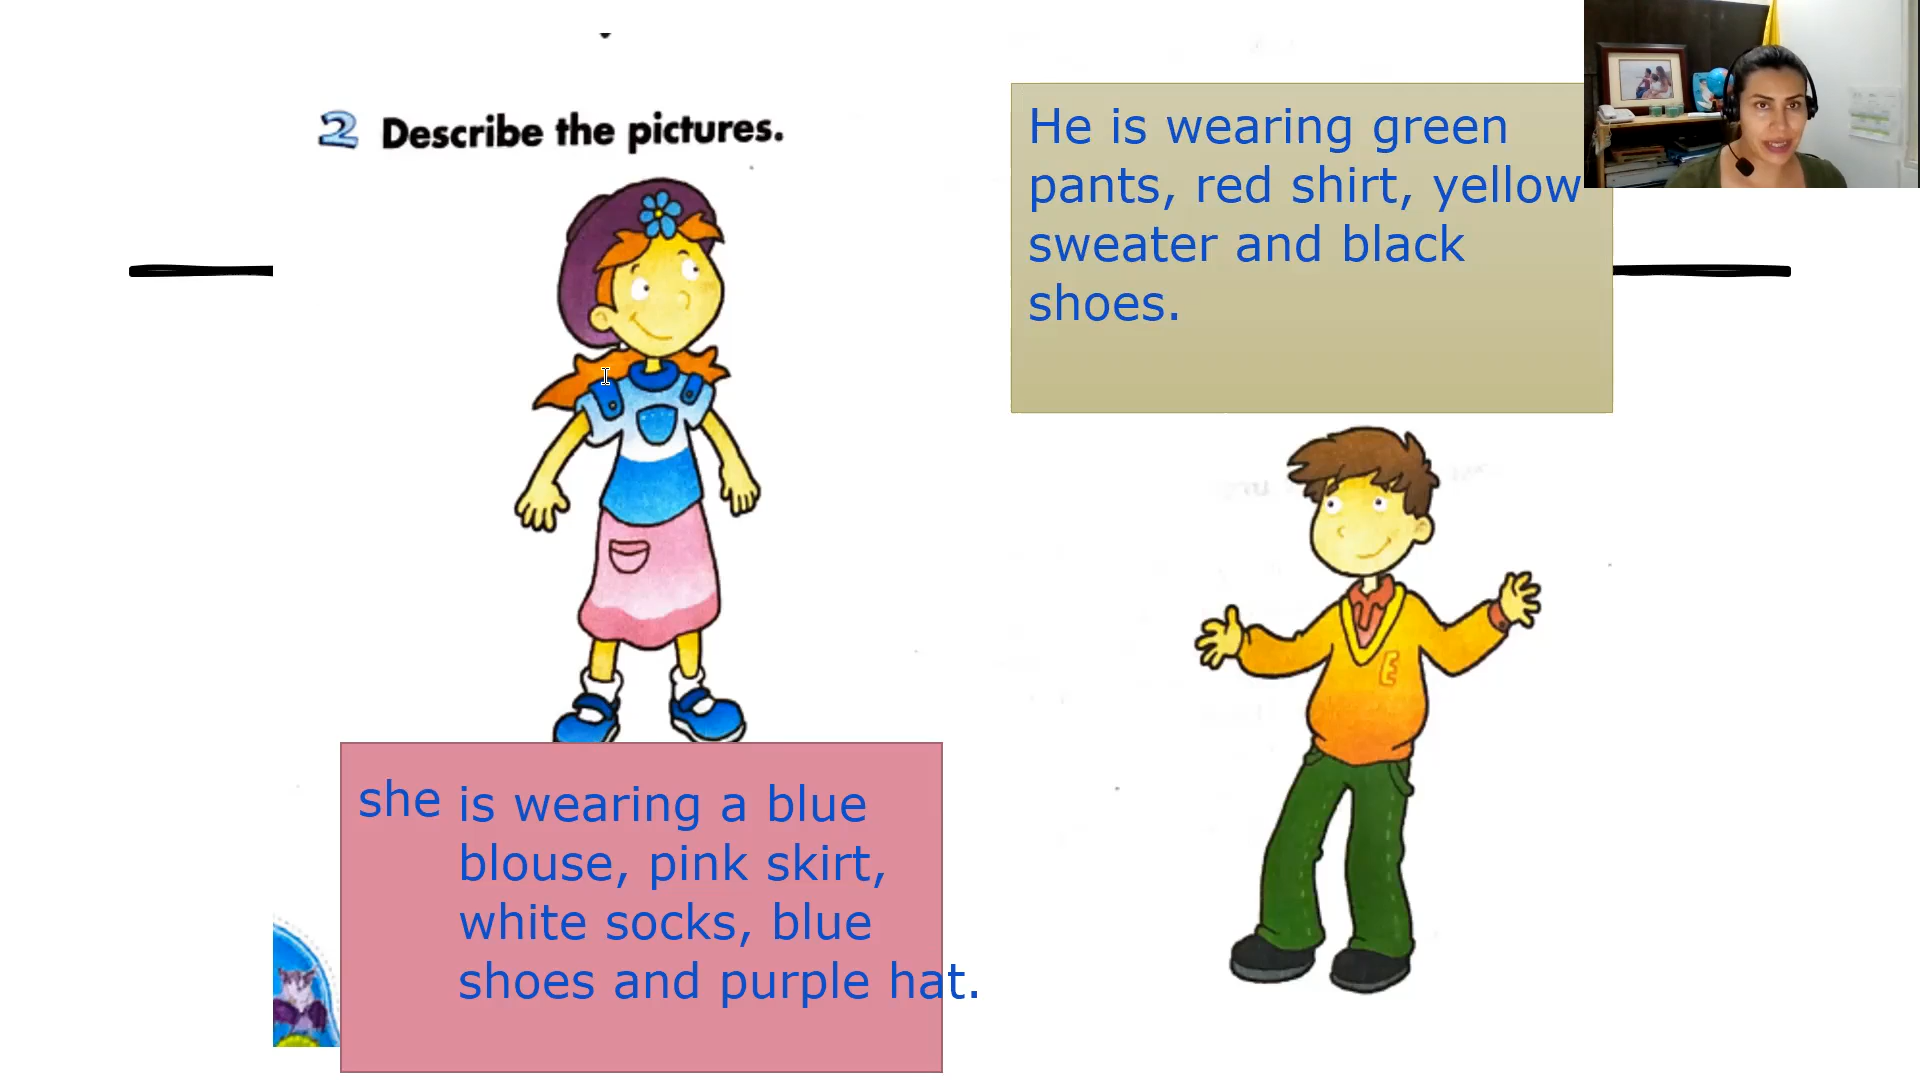 2 Describe the pictures.
He is wearing green
pants, red shirt, yellow
sweater and black
shoes.
E
she is wearing a blue
blouse, pink skirt,
white socks, blue
shoes and purple hat.